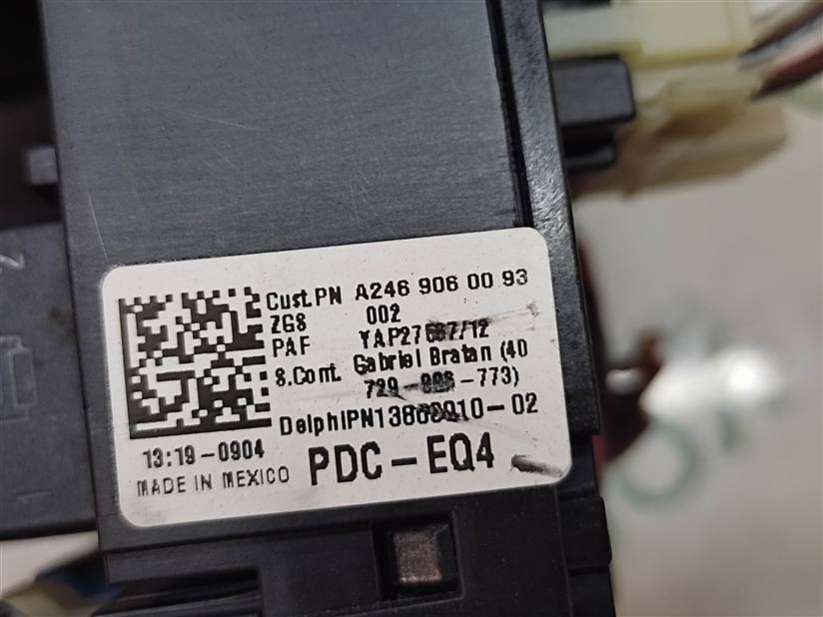 Cust.PN A246 906 00 93
ZGS 002
PAF
S.Cont. Gabriel Bratan (40
-773)
DelphiPN
13:19-0904
PDC-EQ4
MADE IN MEXICO